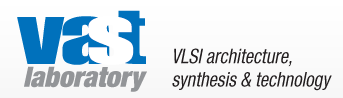 vast
laboratory
VLSI architecture,
synthesis & technology